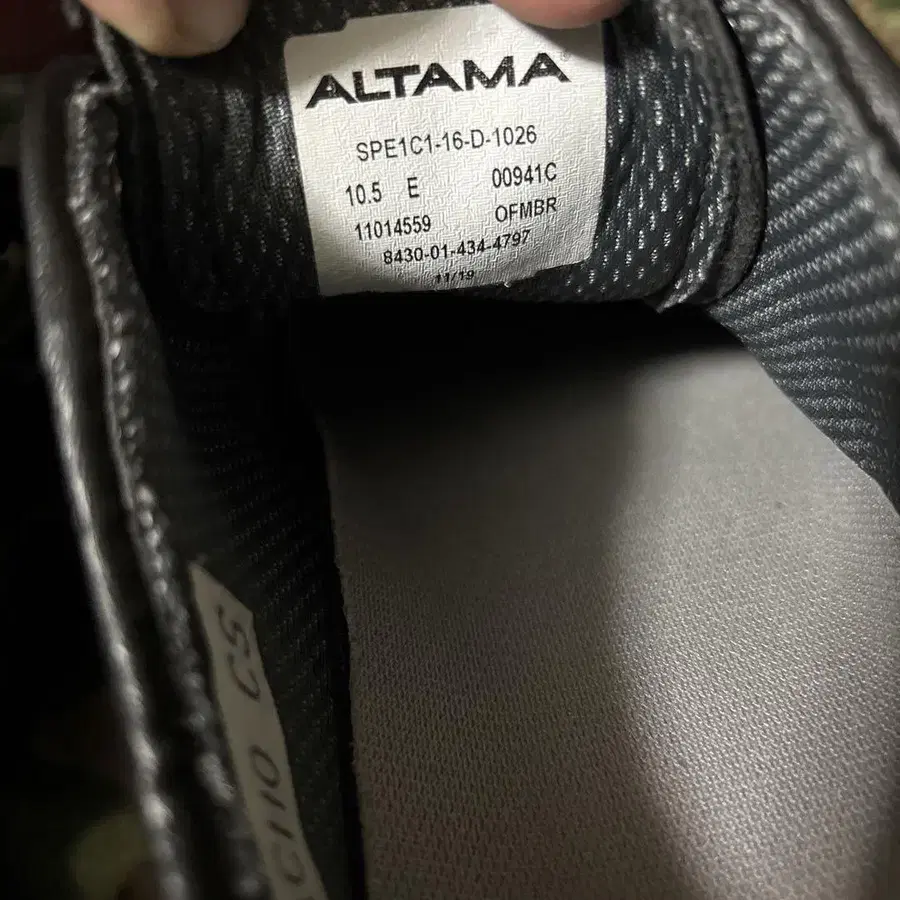 ALTAMA
SPE1C1-16-D-1026
10.5 E 00941C
11014559 OFMBR
8430-01-434-4797
11/19
C110 CS